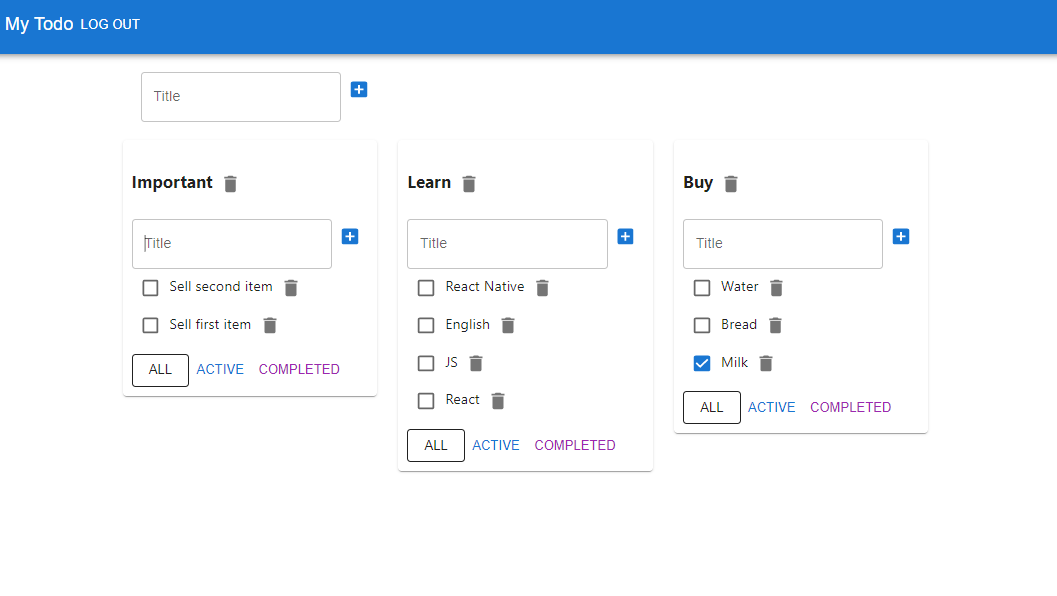 My Todo LOG OUT
Title
Important
Title
Sell second item
Sell first item
ALL ACTIVE COMPLETED
Learn
Title
React Native
English
JS
React
ALL ACTIVE COMPLETED
Buy
Title
Water
Bread
Milk
ALL ACTIVE COMPLETED